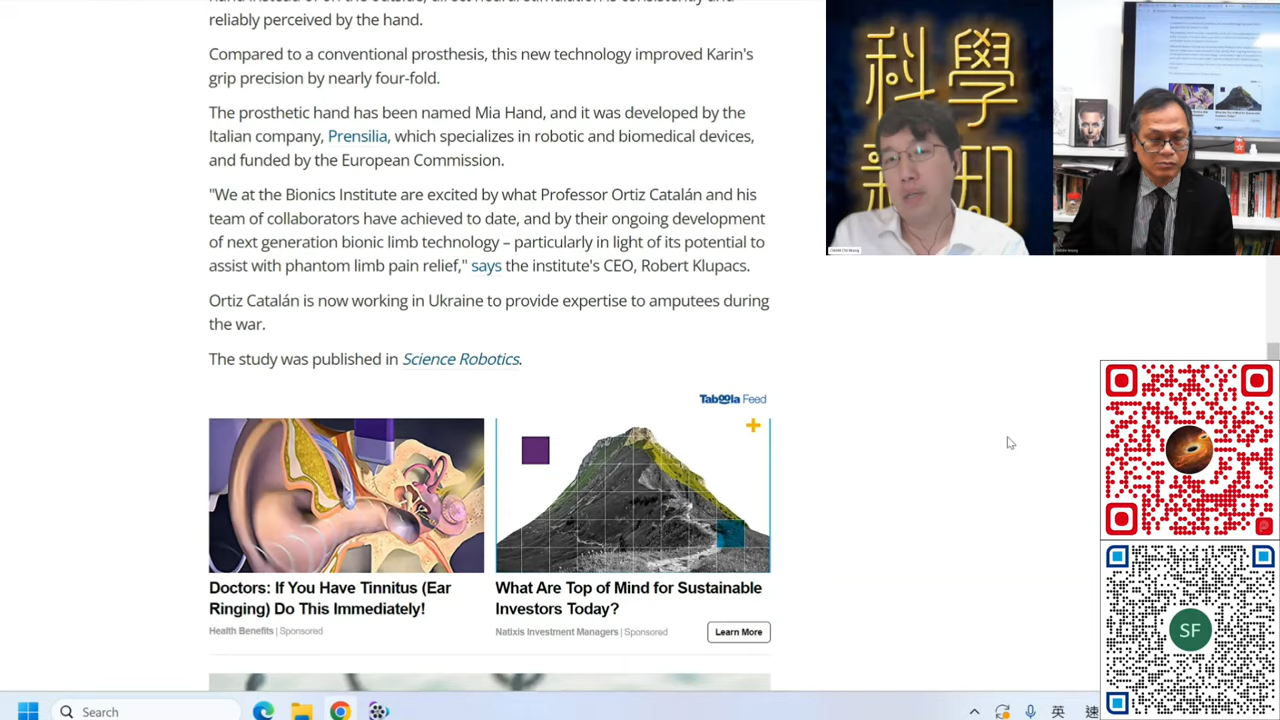 reliably perceived by the hand.
Compared to a conventional prosthesis, this new technology improved Karin's
grip precision by nearly four-fold.
The prosthetic hand has been named Mia Hand, and it was developed by the
Italian company, Prensilia, which specializes in robotic and biomedical devices,
and funded by the European Commission.
"We at the Bionics Institute are excited by what Professor Ortiz Catalán and his
team of collaborators have achieved to date, and by their ongoing development
of next generation bionic limb technology – particularly in light of its potential to
assist with phantom limb pain relief," says the institute's CEO, Robert Klupacs.
Ortiz Catalán is now working in Ukraine to provide expertise to amputees during
the war.
The study was published in Science Robotics.
Taboola Feed
Doctors: If You Have Tinnitus (Ear
Ringing) Do This Immediately!
Health Benefits | Sponsored
What Are Top of Mind for Sustainable
Investors Today?
Natixis Investment Managers | Sponsored
Learn More
科學
新知
SF
Search
英
速